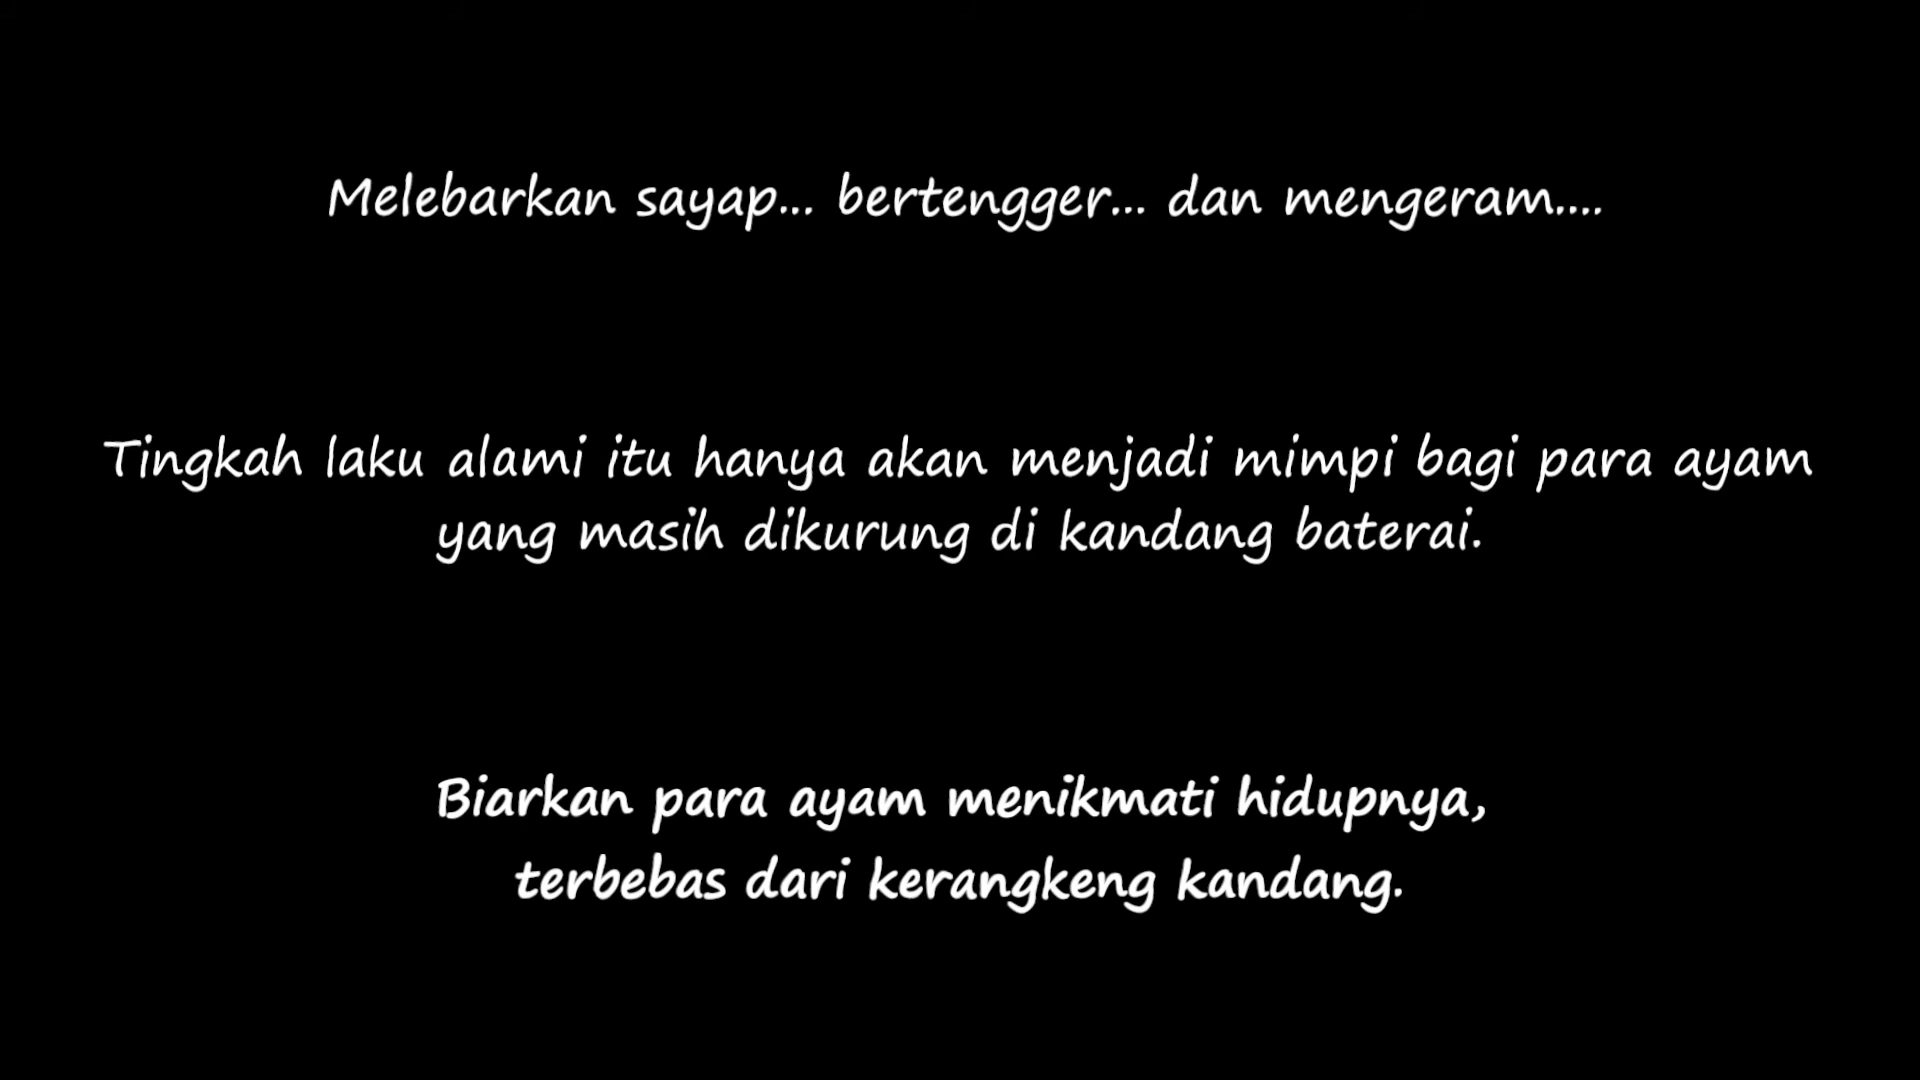 Melebarkan sayap... bertengger... dan mengeram....
Tingkah laku alami itu hanya akan menjadi mimpi bagi para ayam
yang masih dikurung di kandang baterai.
Biarkan para ayam menikmati hidupnya,
terbebas dari kerangkeng kandang.